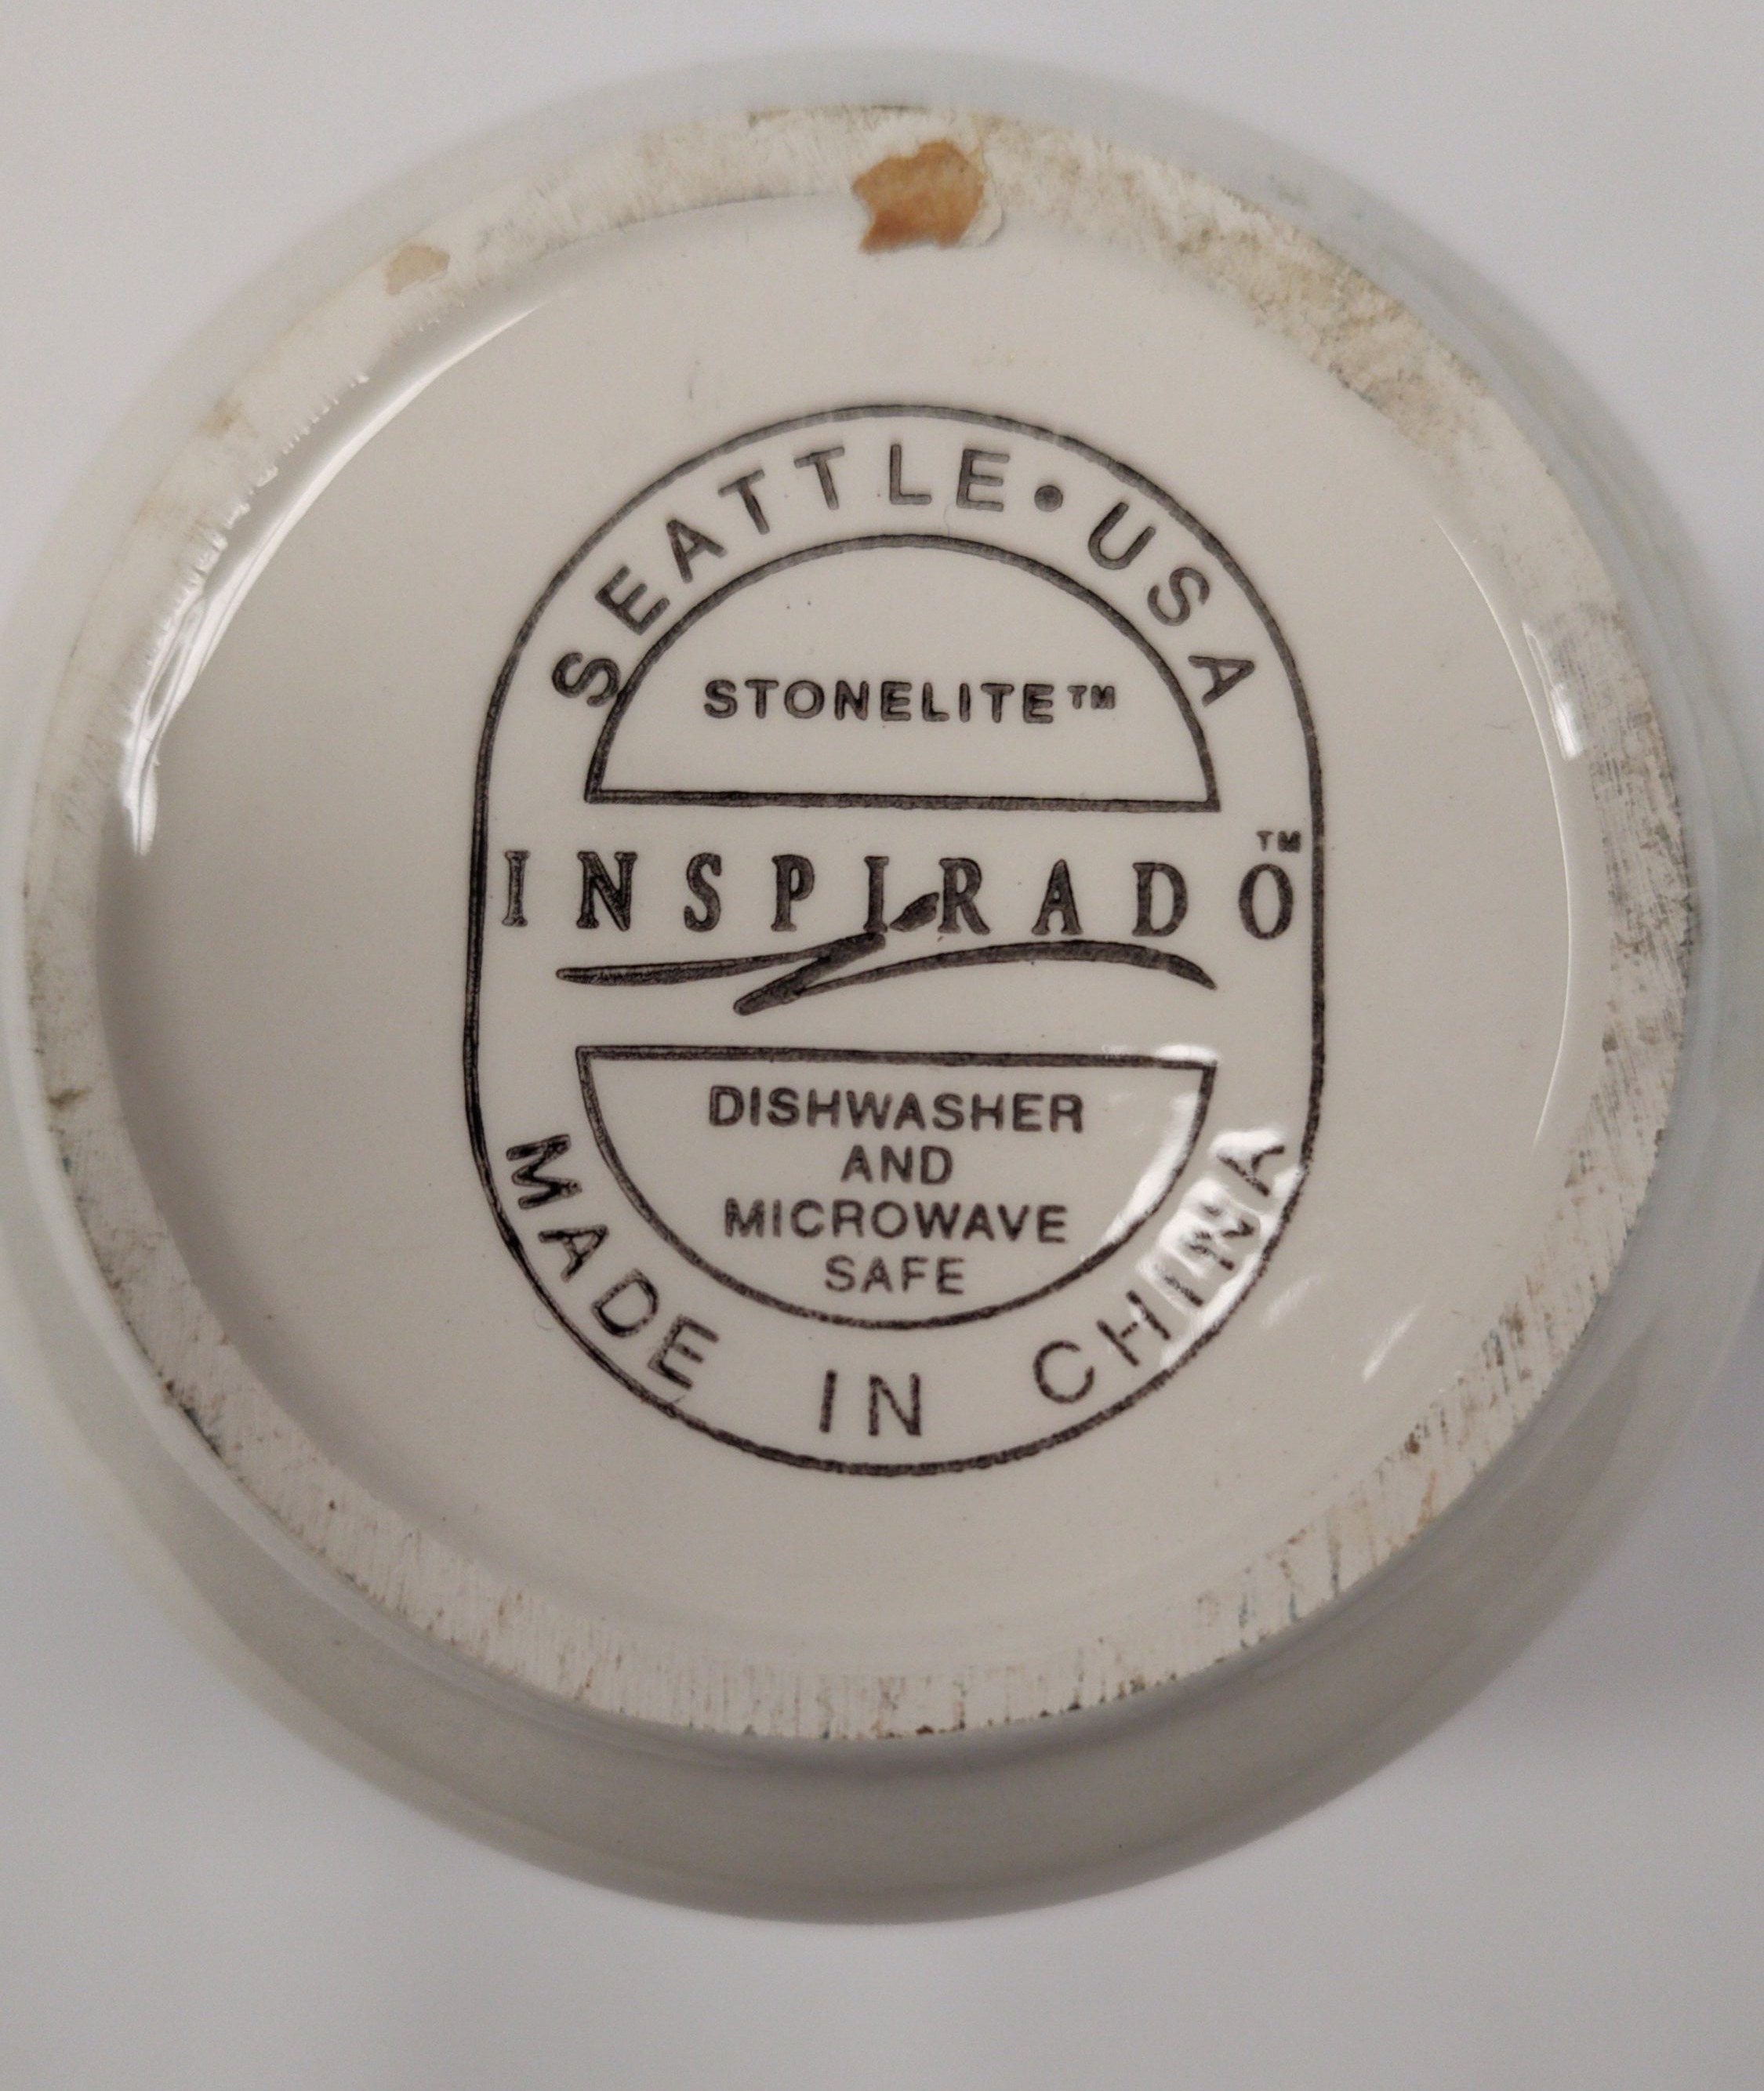 SEATTLE • USA
STONELITE™
INSPIRADO™
DISHWASHER
AND
MICROWAVE
SAFE
MADE IN CHINA